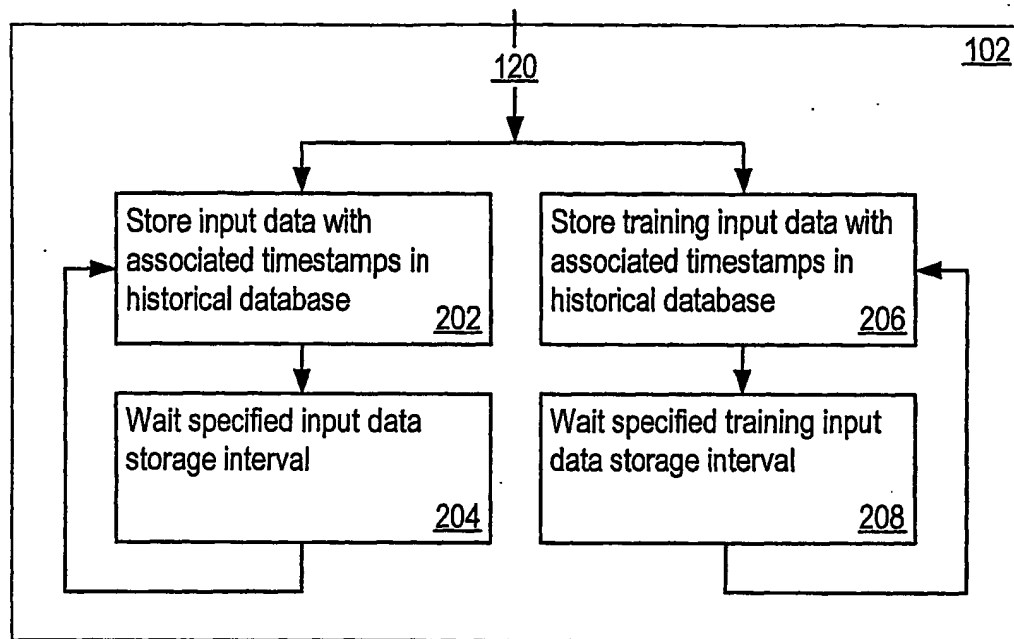 120
102
Store input data with
associated timestamps in
historical database
202
Store training input data with
associated timestamps in
historical database
206
Wait specified input data
storage interval
204
Wait specified training input
data storage interval
208